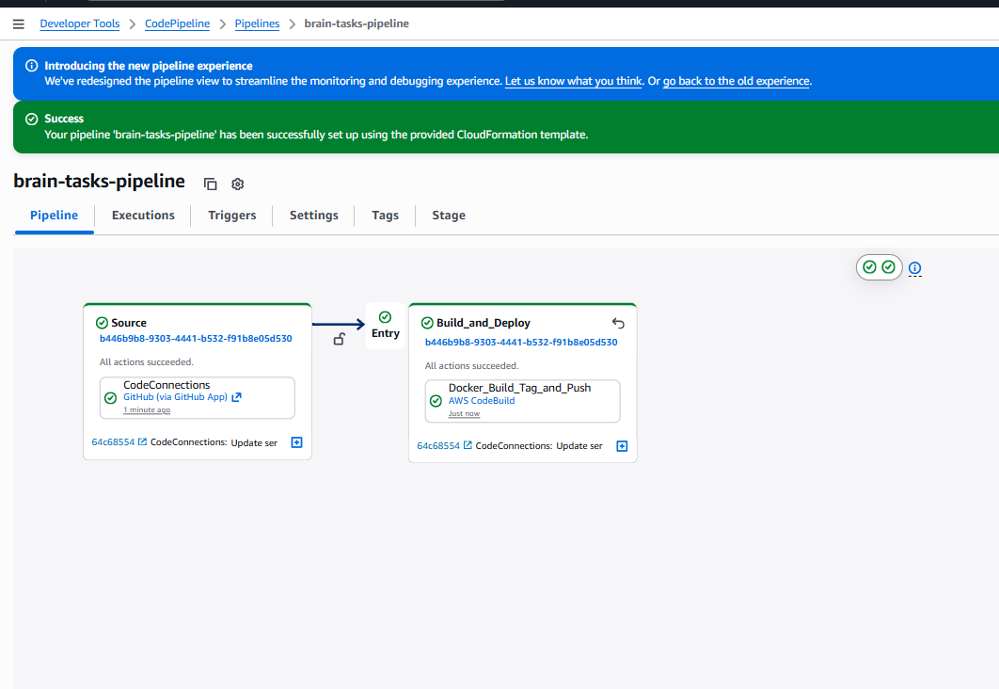 Developer Tools > CodePipeline > Pipelines > brain-tasks-pipeline
Introducing the new pipeline experience
We've redesigned the pipeline view to streamline the monitoring and debugging experience. Let us know what you think. Or go back to the old experience.
Success
Your pipeline 'brain-tasks-pipeline' has been successfully set up using the provided CloudFormation template.
brain-tasks-pipeline
Pipeline Executions Triggers Settings Tags Stage
Source
b446b9b8-9303-4441-b532-f91b8e05d530
All actions succeeded.
CodeConnections
GitHub (via GitHub App)
1 minute ago
64c68554 CodeConnections: Update ser
Entry
Build_and_Deploy
b446b9b8-9303-4441-b532-f91b8e05d530
All actions succeeded.
Docker_Build_Tag_and_Push
AWS CodeBuild
Just now
64c68554 CodeConnections: Update ser